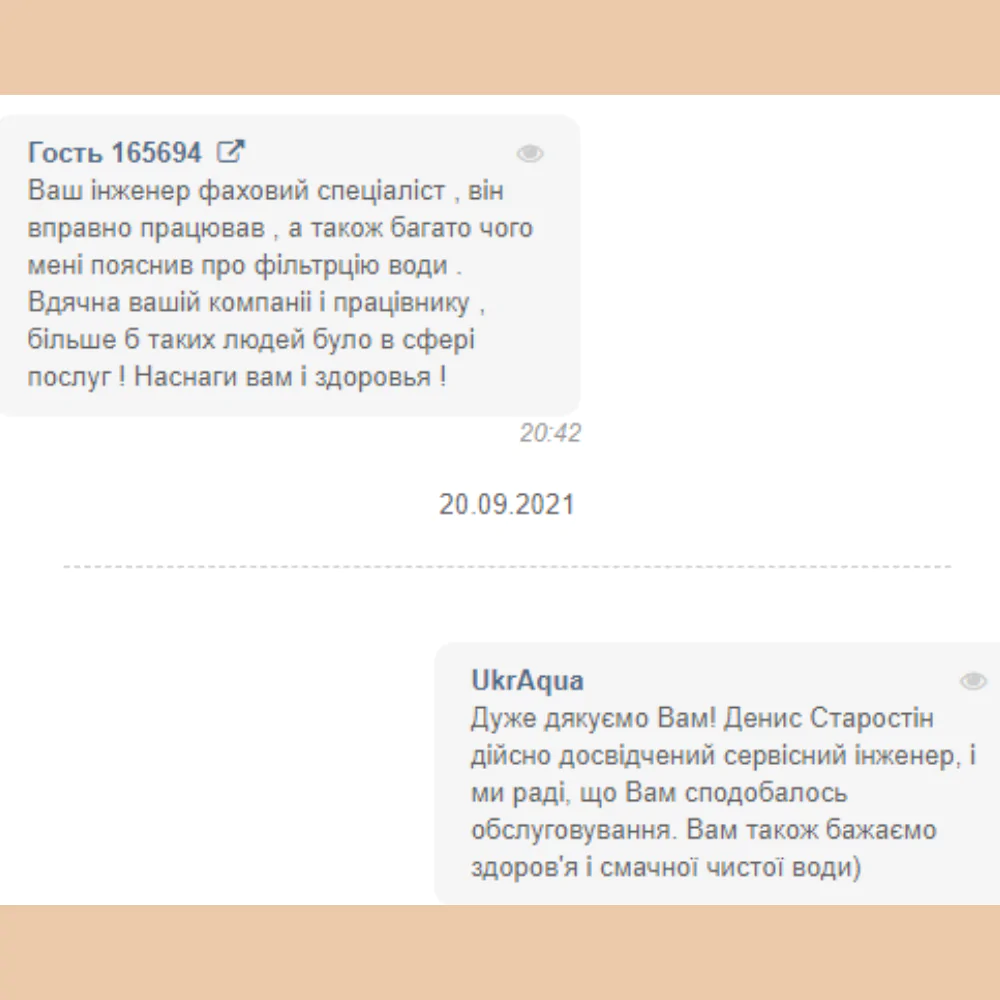 Гость 165694
Ваш інженер фаховий спеціаліст , він
вправно працював , а також багато чого
мені пояснив про фільтрцію води .
Вдячна вашій компаніі і працівнику ,
більше б таких людей було в сфері
послуг ! Наснаги вам і здоровья !
20:42
20.09.2021
UkrAqua
Дуже дякуємо Вам! Денис Старостін
дійсно досвідчений сервісний інженер, і
ми раді, що Вам сподобалось
обслуговування. Вам також бажаємо
здоров'я і смачної чистої води)